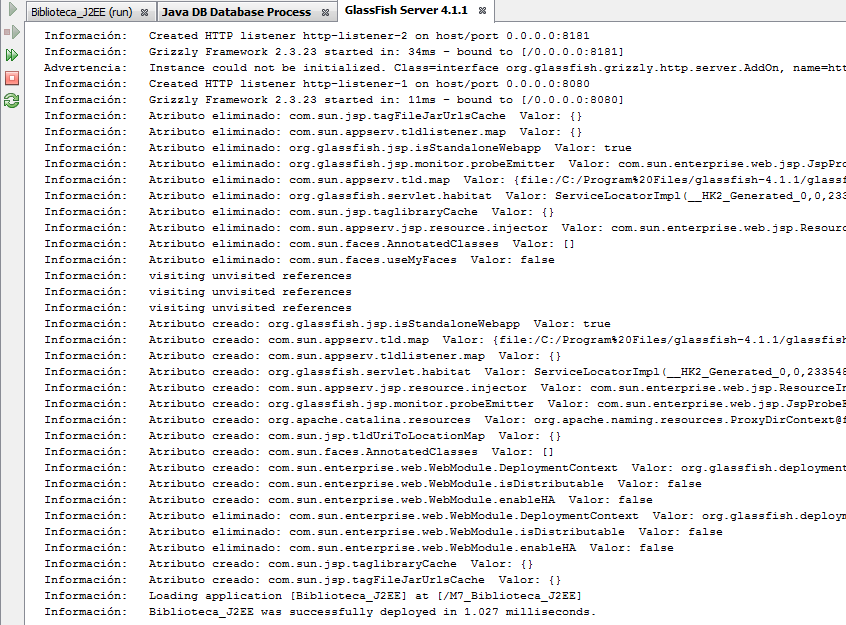 Biblioteca_J2EE (run) Java DB Database Process GlassFish Server 4.1.1
Información: Created HTTP listener http-listener-2 on host/port 0.0.0.0:8181
Información: Grizzly Framework 2.3.23 started in: 34ms - bound to [/0.0.0.0:8181]
Advertencia: Instance could not be initialized. Class=interface org.glassfish.grizzly.http.server.AddOn, name=htt
Información: Created HTTP listener http-listener-1 on host/port 0.0.0.0:8080
Información: Grizzly Framework 2.3.23 started in: 11ms - bound to [/0.0.0.0:8080]
Información: Atributo eliminado: com.sun.jsp.tagFileJarUrlsCache Valor: {}
Información: Atributo eliminado: com.sun.appserv.tldlistener.map Valor: {}
Información: Atributo eliminado: org.glassfish.jsp.isStandaloneWebapp Valor: true
Información: Atributo eliminado: org.glassfish.jsp.monitor.probeEmitter Valor: com.sun.enterprise.web.jsp.JspPro
Información: Atributo eliminado: com.sun.appserv.tld.map Valor: {file:/C:/Program%20Files/glassfish-4.1.1/glassf
Información: Atributo eliminado: org.glassfish.servlet.habitat Valor: ServiceLocatorImpl(__HK2_Generated_0,0,2335
Información: Atributo eliminado: com.sun.jsp.taglibraryCache Valor: {}
Información: Atributo eliminado: com.sun.appserv.jsp.resource.injector Valor: com.sun.enterprise.web.jsp.Resourc
Información: Atributo eliminado: com.sun.faces.AnnotatedClasses Valor: []
Información: Atributo eliminado: com.sun.faces.useMyFaces Valor: false
Información: visiting unvisited references
Información: visiting unvisited references
Información: visiting unvisited references
Información: Atributo creado: org.glassfish.jsp.isStandaloneWebapp Valor: true
Información: Atributo creado: com.sun.appserv.tld.map Valor: {file:/C:/Program%20Files/glassfish-4.1.1/glassfish
Información: Atributo creado: com.sun.appserv.tldlistener.map Valor: {}
Información: Atributo creado: org.glassfish.servlet.habitat Valor: ServiceLocatorImpl(__HK2_Generated_0,0,233548
Información: Atributo creado: com.sun.appserv.jsp.resource.injector Valor: com.sun.enterprise.web.jsp.ResourceIn
Información: Atributo creado: org.glassfish.jsp.monitor.probeEmitter Valor: com.sun.enterprise.web.jsp.JspProbeE
Información: Atributo creado: org.apache.catalina.resources Valor: org.apache.naming.resources.ProxyDirContext@f
Información: Atributo creado: com.sun.jsp.tldUriToLocationMap Valor: {}
Información: Atributo creado: com.sun.faces.AnnotatedClasses Valor: []
Información: Atributo creado: com.sun.enterprise.web.WebModule.DeploymentContext Valor: org.glassfish.deployment
Información: Atributo creado: com.sun.enterprise.web.WebModule.isDistributable Valor: false
Información: Atributo creado: com.sun.enterprise.web.WebModule.enableHA Valor: false
Información: Atributo eliminado: com.sun.enterprise.web.WebModule.DeploymentContext Valor: org.glassfish.deploym
Información: Atributo eliminado: com.sun.enterprise.web.WebModule.isDistributable Valor: false
Información: Atributo eliminado: com.sun.enterprise.web.WebModule.enableHA Valor: false
Información: Atributo creado: com.sun.jsp.taglibraryCache Valor: {}
Información: Atributo creado: com.sun.jsp.tagFileJarUrlsCache Valor: {}
Información: Loading application [Biblioteca_J2EE] at [/M7_Biblioteca_J2EE]
Información: Biblioteca_J2EE was successfully deployed in 1.027 milliseconds.